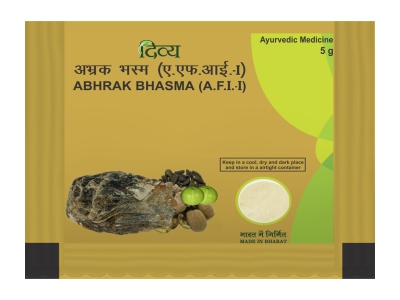 दिव्य
अभ्रक भस्म (ए.एफ.आई.-I)
ABHRAK BHASMA (A.F.I.-I)
Ayurvedic Medicine
5 g
Keep in a cool, dry and dark place
and store in a airtight container
भारत में निर्मित
MADE IN BHARAT